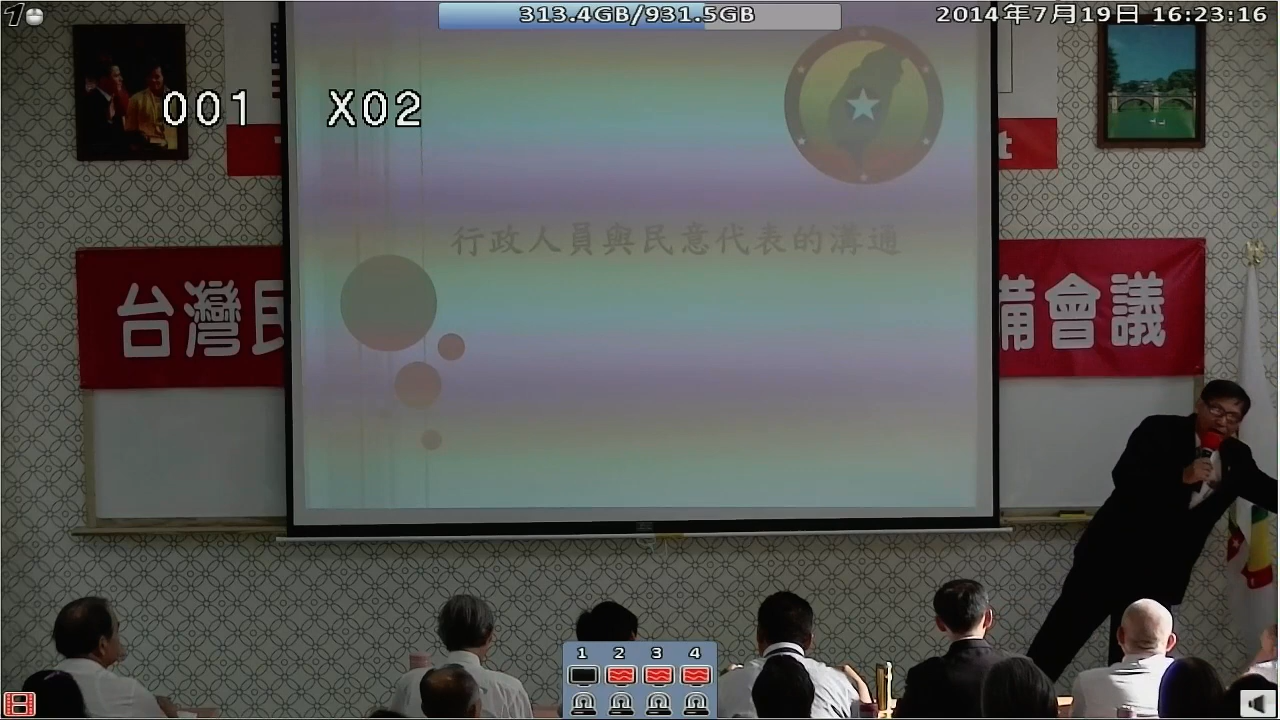 1
313.4GB/931.5GB
2014年7月19日 16:23:16
001 X02
t
行政人員與民意代表的溝通
台灣民
備會議
1 2 3 4